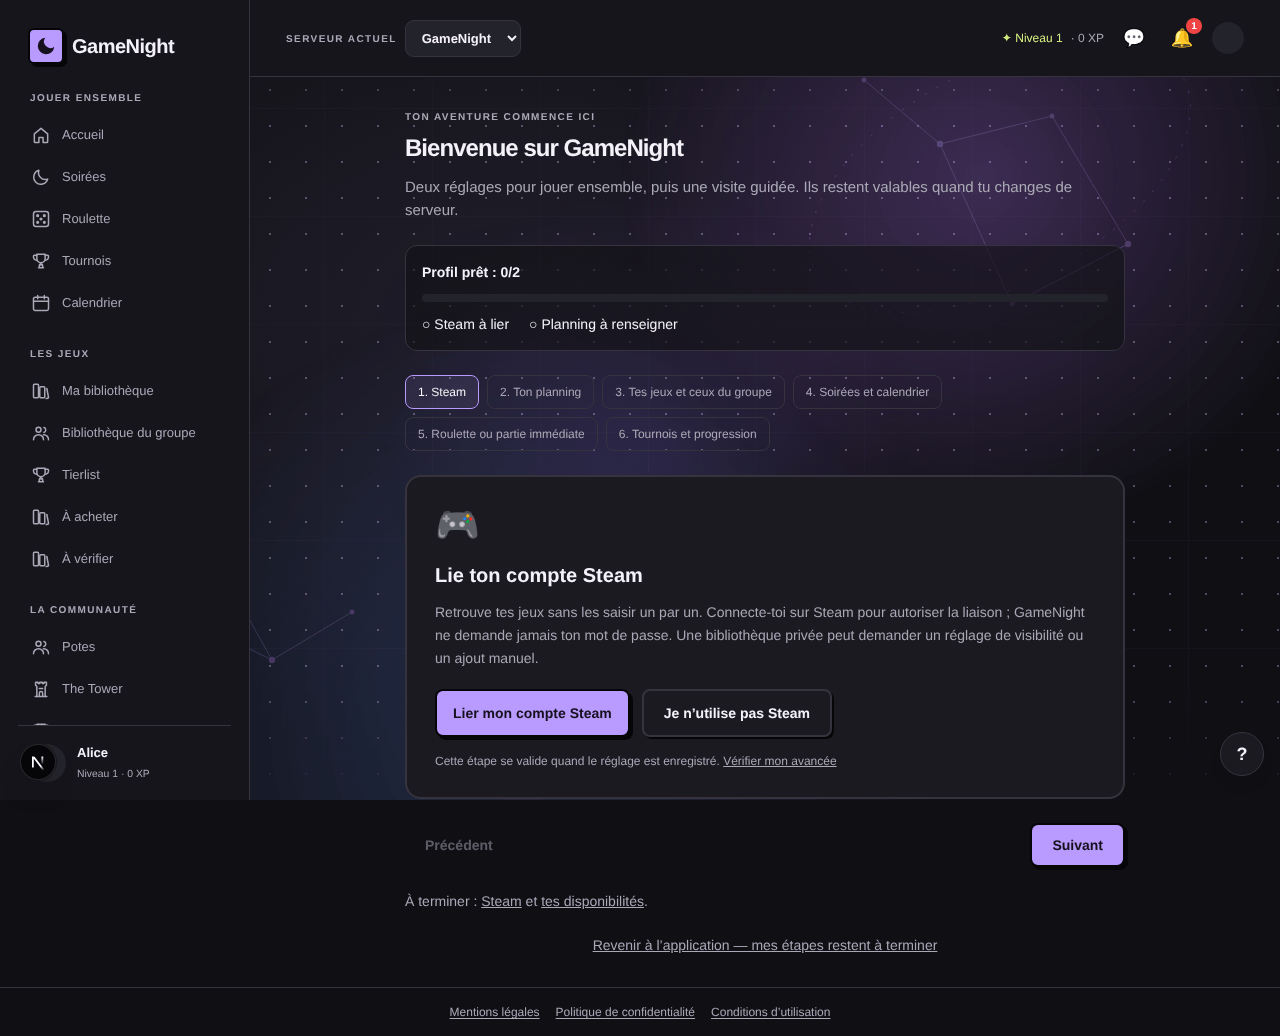 GameNight
JOUER ENSEMBLE
Accueil
Soirées
Roulette
Tournois
Calendrier
LES JEUX
Ma bibliothèque
Bibliothèque du groupe
Tierlist
À acheter
À vérifier
LA COMMUNAUTÉ
Potes
The Tower
N
Alice
Niveau 1 · 0 XP
SERVEUR ACTUEL
GameNight
✦ Niveau 1 · 0 XP
1
TON AVENTURE COMMENCE ICI
Bienvenue sur GameNight
Deux réglages pour jouer ensemble, puis une visite guidée. Ils restent valables quand tu changes de
serveur.
Profil prêt : 0/2
○ Steam à lier ○ Planning à renseigner
1. Steam
2. Ton planning
3. Tes jeux et ceux du groupe
4. Soirées et calendrier
5. Roulette ou partie immédiate
6. Tournois et progression
Lie ton compte Steam
Retrouve tes jeux sans les saisir un par un. Connecte-toi sur Steam pour autoriser la liaison ; GameNight
ne demande jamais ton mot de passe. Une bibliothèque privée peut demander un réglage de visibilité ou
un ajout manuel.
Lier mon compte Steam
Je n’utilise pas Steam
Cette étape se valide quand le réglage est enregistré. Vérifier mon avancée
?
Précédent
Suivant
À terminer : Steam et tes disponibilités.
Revenir à l’application — mes étapes restent à terminer
Mentions légales
Politique de confidentialité
Conditions d’utilisation